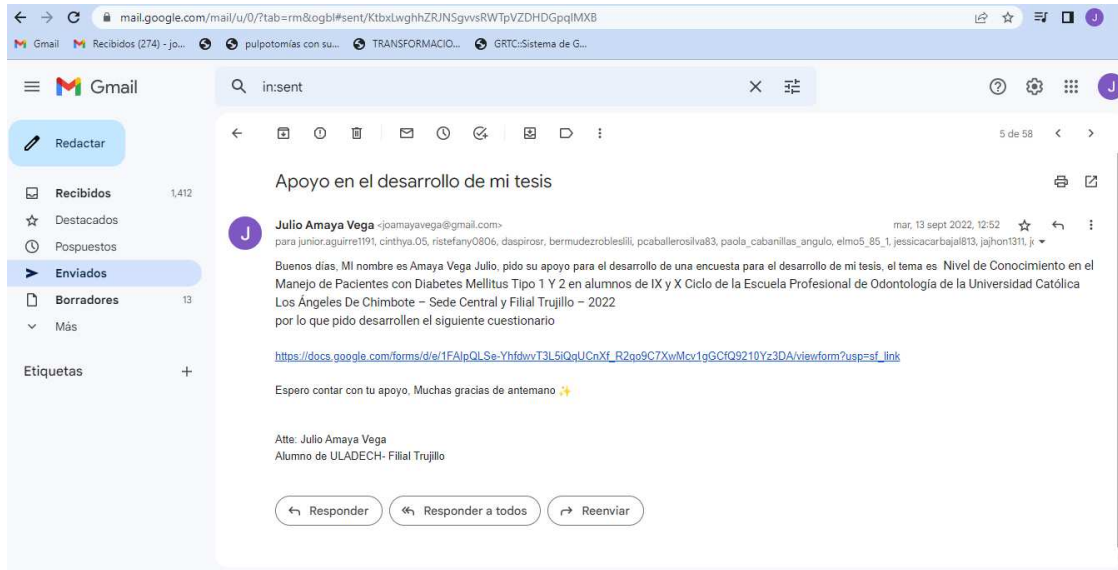 mail.google.com/mail/u/0/?tab=rm&ogbl#sent/KtbxLwghhZRJNSgvvsRWTpVZDHDGpqIMXB
J
Gmail
Recibidos (274) - jo...
pulpotomías con su...
TRANSFORMACIO...
GRTC::Sistema de G...
Gmail
in:sent
J
Redactar
5 de 58
Recibidos 1,412
Destacados
Pospuestos
Enviados
Borradores 13
Más
Etiquetas
Apoyo en el desarrollo de mi tesis
J
Julio Amaya Vega <joamayavega@gmail.com>
mar, 13 sept 2022, 12:52
para junior.aguirre1191, cinthya.05, ristefany0806, daspirosr, bermudezrobleslili, pcaballerosilva83, paola_cabanillas_angulo, elmo5_85_1, jessicacarbajal813, jajhon1311,
Buenos días, MI nombre es Amaya Vega Julio, pido su apoyo para el desarrollo de una encuesta para el desarrollo de mi tesis, el tema es Nivel de Conocimiento en el
Manejo de Pacientes con Diabetes Mellitus Tipo 1 Y 2 en alumnos de IX y X Ciclo de la Escuela Profesional de Odontología de la Universidad Católica
Los Ángeles De Chimbote – Sede Central y Filial Trujillo – 2022
por lo que pido desarrollen el siguiente cuestionario
https://docs.google.com/forms/d/e/1FAIpQLSe-YhfdwvT3L5iQqUCnXf_R2qo9C7XwMcv1gGCfQ9210Yz3DA/viewform?usp=sf_link
Espero contar con tu apoyo, Muchas gracias de antemano ✨
Atte: Julio Amaya Vega
Alumno de ULADECH- Filial Trujillo
Responder
Responder a todos
Reenviar